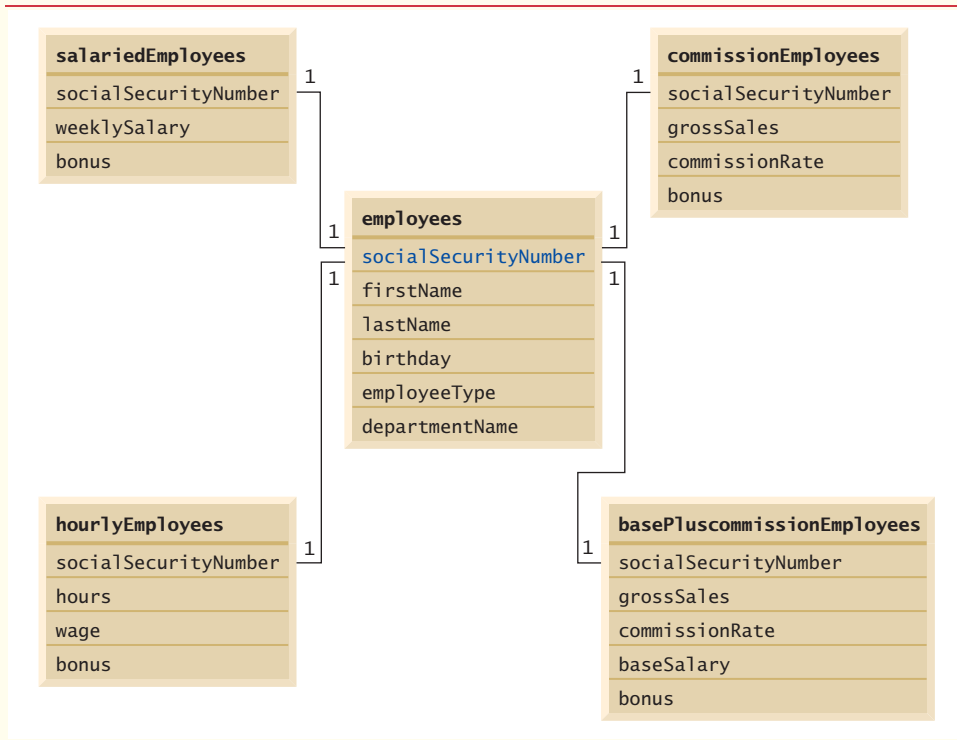 salariedEmployees
socialSecurityNumber
weeklySalary
bonus
1
1
commissionEmployees
socialSecurityNumber
grossSales
commissionRate
bonus
1
1
employees
socialSecurityNumber
firstName
lastName
birthday
employeeType
departmentName
1
1
hourlyEmployees
socialSecurityNumber
hours
wage
bonus
1
1
basePluscommissionEmployees
socialSecurityNumber
grossSales
commissionRate
baseSalary
bonus